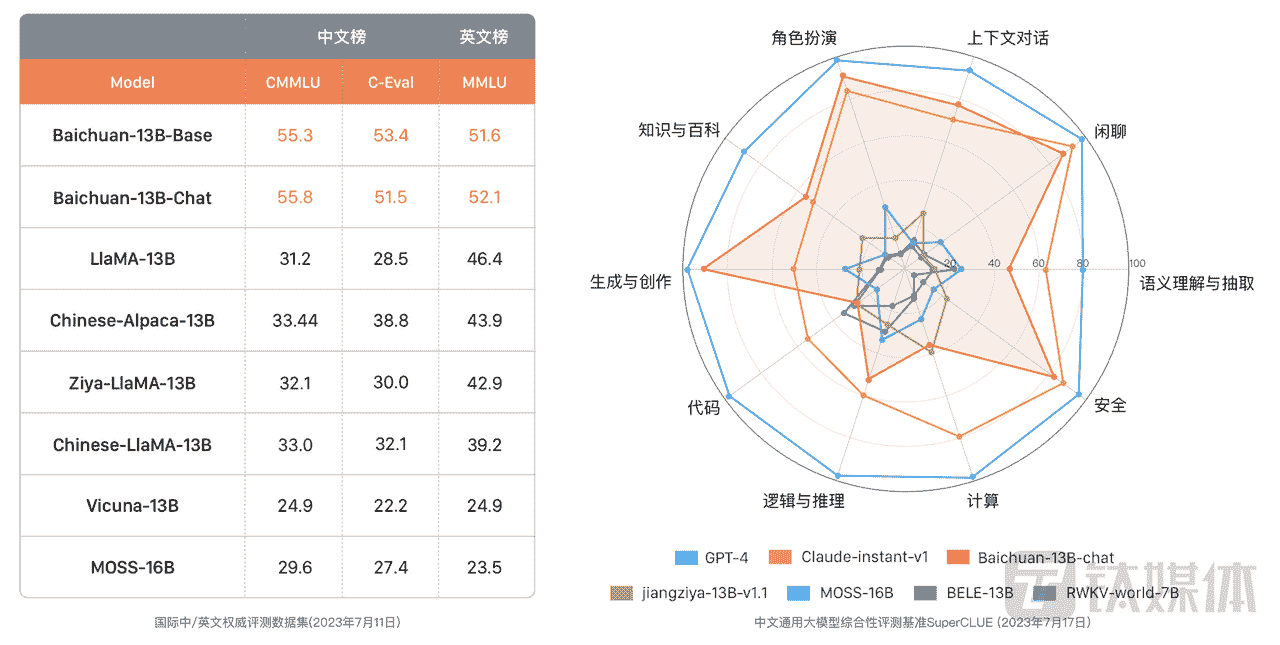 中文榜 英文榜
Model CMMLU C-Eval MMLU
Baichuan-13B-Base 55.3 53.4 51.6
Baichuan-13B-Chat 55.8 51.5 52.1
LlaMA-13B 31.2 28.5 46.4
Chinese-Alpaca-13B 33.44 38.8 43.9
Ziya-LlaMA-13B 32.1 30.0 42.9
Chinese-LlaMA-13B 33.0 32.1 39.2
Vicuna-13B 24.9 22.2 24.9
MOSS-16B 29.6 27.4 23.5
国际中/英文权威评测数据集(2023年7月11日)
角色扮演 上下文对话
知识与百科 闲聊
20 40 60 80 100
生成与创作 语义理解与抽取
代码 安全
逻辑与推理 计算
GPT-4 Claude-instant-v1 Baichuan-13B-chat
jiangziya-13B-v1.1 MOSS-16B BELE-13B RWKV-world-7B
钛媒体
中文通用大模型综合性评测基准SuperCLUE (2023年7月17日)